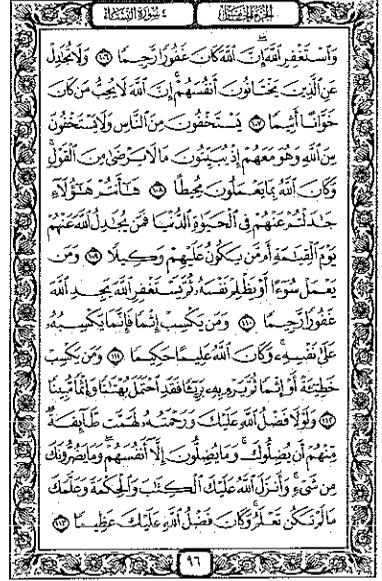 الجزء الخامس
٤ سورة النساء
وَٱسْتَغْفِرِ ٱللَّهَ إِنَّ ٱللَّهَ كَانَ غَفُورًا رَّحِيمًا ١٠٦ وَلَا تُجَٰدِلْ
عَنِ ٱلَّذِينَ يَخْتَانُونَ أَنفُسَهُمْ إِنَّ ٱللَّهَ لَا يُحِبُّ مَن كَانَ
خَوَّانًا أَثِيمًا ١٠٧ يَسْتَخْفُونَ مِنَ ٱلنَّاسِ وَلَا يَسْتَخْفُونَ
مِنَ ٱللَّهِ وَهُوَ مَعَهُمْ إِذْ يُبَيِّتُونَ مَا لَا يَرْضَىٰ مِنَ ٱلْقَوْلِ
وَكَانَ ٱللَّهُ بِمَا يَعْمَلُونَ مُحِيطًا ١٠٨ هَٰٓأَنتُمْ هَٰٓؤُلَآءِ
جَٰدَلْتُمْ عَنْهُمْ فِى ٱلْحَيَوٰةِ ٱلدُّنْيَا فَمَن يُجَٰدِلُ ٱللَّهَ عَنْهُمْ
يَوْمَ ٱلْقِيَٰمَةِ أَم مَّن يَكُونُ عَلَيْهِمْ وَكِيلًا ١٠٩ وَمَن
يَعْمَلْ سُوٓءًا أَوْ يَظْلِمْ نَفْسَهُۥ ثُمَّ يَسْتَغْفِرِ ٱللَّهَ يَجِدِ ٱللَّهَ
غَفُورًا رَّحِيمًا ١١٠ وَمَن يَكْسِبْ إِثْمًا فَإِنَّمَا يَكْسِبُهُۥ
عَلَىٰ نَفْسِهِۦ وَكَانَ ٱللَّهُ عَلِيمًا حَكِيمًا ١١١ وَمَن يَكْسِبْ
خَطِيٓـَٔةً أَوْ إِثْمًا ثُمَّ يَرْمِ بِهِۦ بَرِيٓـًٔا فَقَدِ ٱحْتَمَلَ بُهْتَٰنًا وَإِثْمًا مُّبِينًا
١١٢ وَلَوْلَا فَضْلُ ٱللَّهِ عَلَيْكَ وَرَحْمَتُهُۥ لَهَمَّت طَّآئِفَةٌ
مِّنْهُمْ أَن يُضِلُّوكَ وَمَا يُضِلُّونَ إِلَّآ أَنفُسَهُمْ وَمَا يَضُرُّونَكَ
مِن شَىْءٍ وَأَنزَلَ ٱللَّهُ عَلَيْكَ ٱلْكِتَٰبَ وَٱلْحِكْمَةَ وَعَلَّمَكَ
مَا لَمْ تَكُن تَعْلَمُ وَكَانَ فَضْلُ ٱللَّهِ عَلَيْكَ عَظِيمًا ١١٣
٩٦